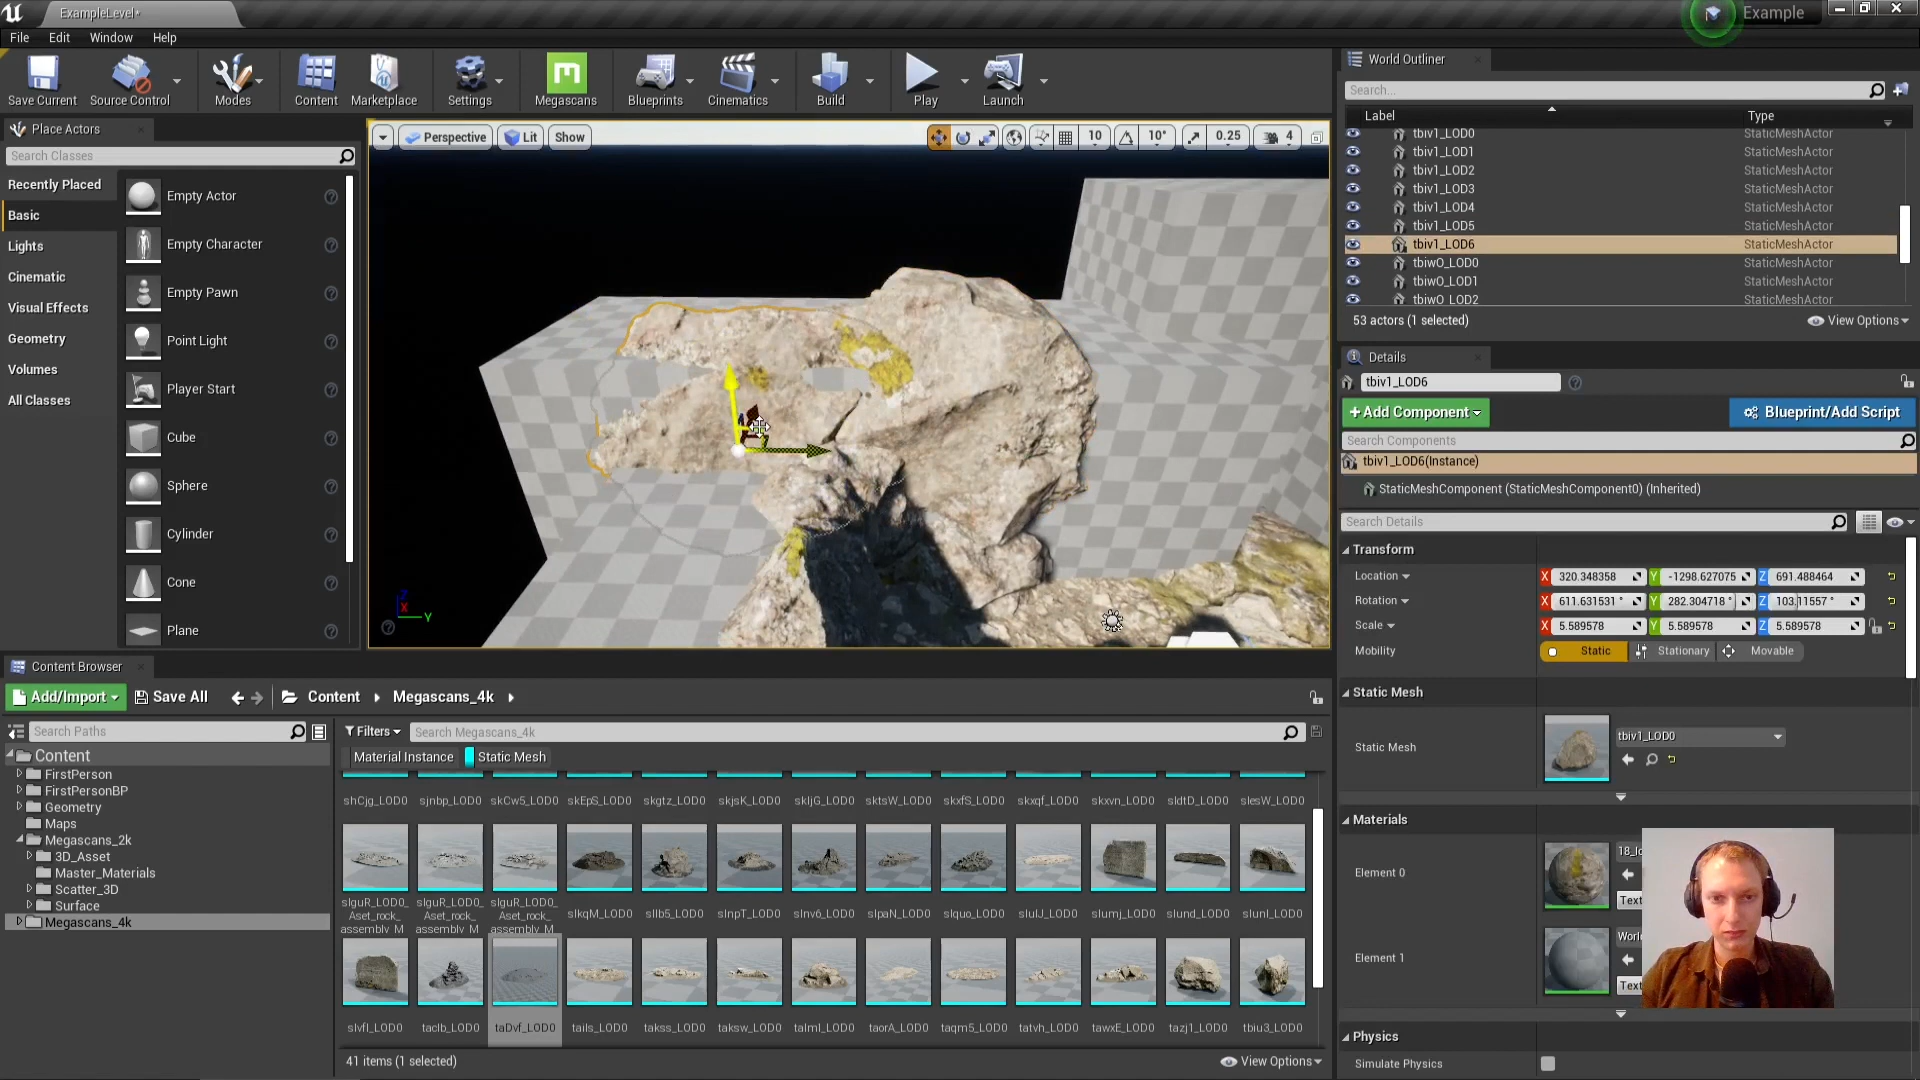 ExampleLevel*
Example
File Edit Window Help
Save Current
Source Control
Modes
Content
Marketplace
Settings
Megascans
Blueprints
Cinematics
Build
Play
Launch
Place Actors
Search Classes
Recently Placed
Basic
Lights
Cinematic
Visual Effects
Geometry
Volumes
All Classes
Empty Actor
Empty Character
Empty Pawn
Point Light
Player Start
Cube
Sphere
Cylinder
Cone
Plane
Perspective Lit Show
10 10° 0.25 4
World Outliner
Search...
Label Type
tbiv1_LOD0 StaticMeshActor
tbiv1_LOD1 StaticMeshActor
tbiv1_LOD2 StaticMeshActor
tbiv1_LOD3 StaticMeshActor
tbiv1_LOD4 StaticMeshActor
tbiv1_LOD5 StaticMeshActor
tbiv1_LOD6 StaticMeshActor
tbiwO_LOD0 StaticMeshActor
tbiwO_LOD1 StaticMeshActor
tbiwO_LOD2 StaticMeshActor
53 actors (1 selected) View Options
Details
tbiv1_LOD6
+Add Component Blueprint/Add Script
Search Components
tbiv1_LOD6(Instance)
StaticMeshComponent (StaticMeshComponent0) (Inherited)
Search Details
Transform
Location X 320.348358 Y -1298.627075 Z 691.488464
Rotation X 611.631531 ° Y 282.304718 ° Z 103.11557 °
Scale X 5.589578 Y 5.589578 Z 5.589578
Mobility Static Stationary Movable
Static Mesh
Static Mesh tbiv1_LOD0
Materials
Element 0
Text
Element 1 Worl
Text
Physics
Simulate Physics
Z
X
Y
Content Browser
Add/Import Save All Content Megascans_4k
Search Paths
Content
FirstPerson
FirstPersonBP
Geometry
Maps
Megascans_2k
3D_Asset
Master_Materials
Scatter_3D
Surface
Megascans_4k
Filters Search Megascans_4k
Material Instance Static Mesh
shCjg_LOD0 sjnbp_LOD0 skCw5_LOD0 skEpS_LOD0 skgtz_LOD0 skjsK_LOD0 skljG_LOD0 sktsW_LOD0 skxfS_LOD0 skxqf_LOD0 skxvn_LOD0 sldtD_LOD0 slesW_LOD0
slguR_LOD0_ Aset_rock_ assembly_M
slguR_LOD0_ Aset_rock_ assembly_M
slguR_LOD0_ Aset_rock_ assembly_M
slkqM_LOD0 sllb5_LOD0 slnpT_LOD0 slnv6_LOD0 slpaN_LOD0 slquo_LOD0 slulJ_LOD0 slumj_LOD0 slund_LOD0 slunl_LOD0
slvfl_LOD0 taclb_LOD0 taDvf_LOD0 tails_LOD0 takss_LOD0 taksw_LOD0 talml_LOD0 taorA_LOD0 taqm5_LOD0 tatvh_LOD0 tawxE_LOD0 tazj1_LOD0 tbiu3_LOD0
41 items (1 selected) View Options